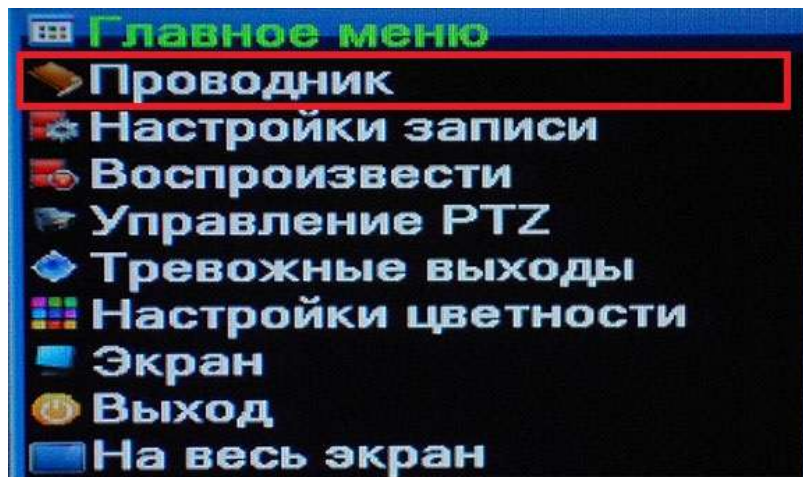 Главное меню
Проводник
Настройки записи
Воспроизвести
Управление PTZ
Тревожные выходы
Настройки цветности
Экран
Выход
На весь экран